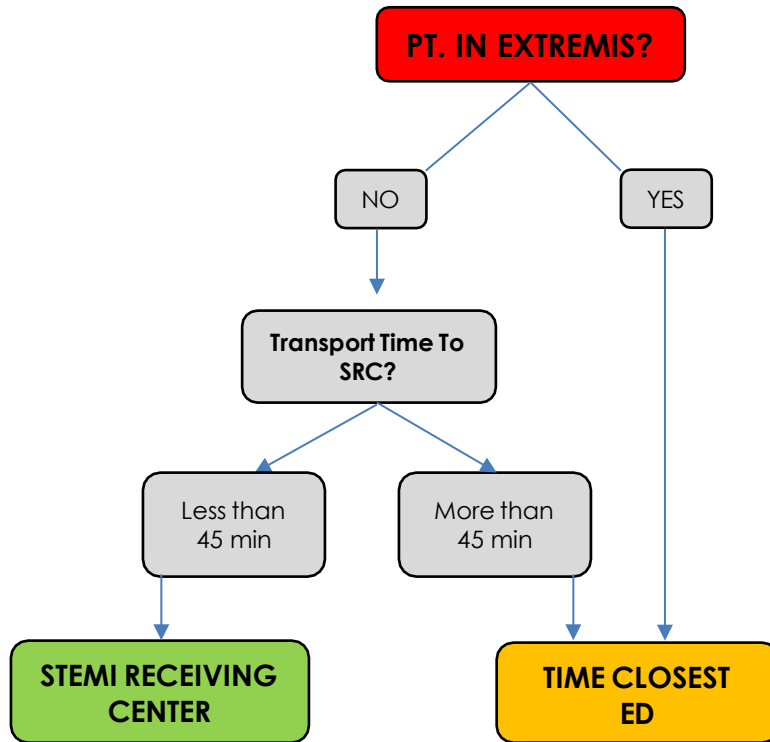 PT. IN EXTREMIS?
NO
YES
Transport Time To
SRC?
Less than
45 min
More than
45 min
STEMI RECEIVING
CENTER
TIME CLOSEST
ED